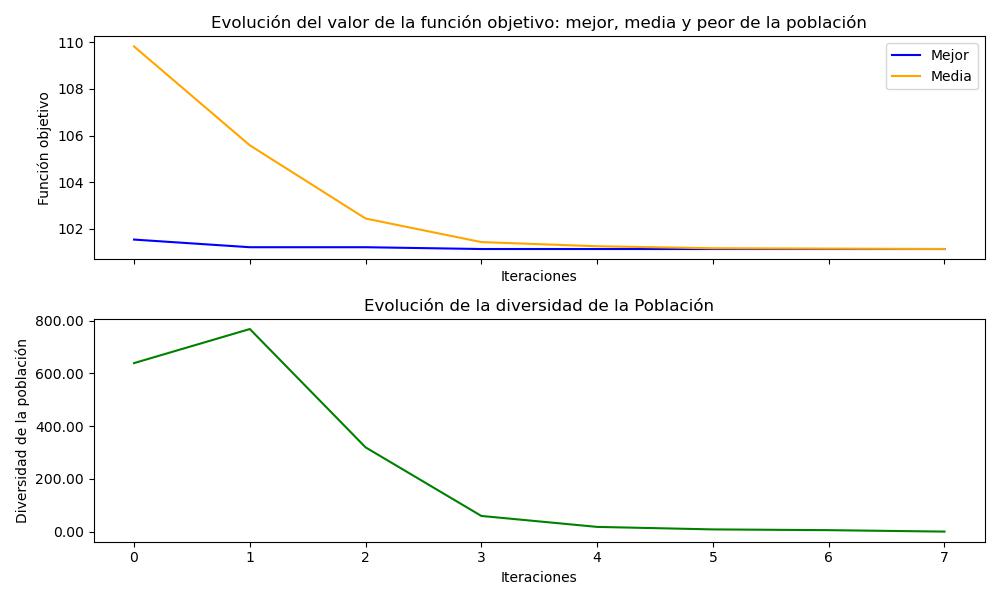 Evolución del valor de la función objetivo: mejor, media y peor de la población
110
108
106
104
102
Función objetivo
Mejor
Media
Iteraciones
Evolución de la diversidad de la Población
800.00
600.00
400.00
200.00
0.00
Diversidad de la población
0 1 2 3 4 5 6 7
Iteraciones